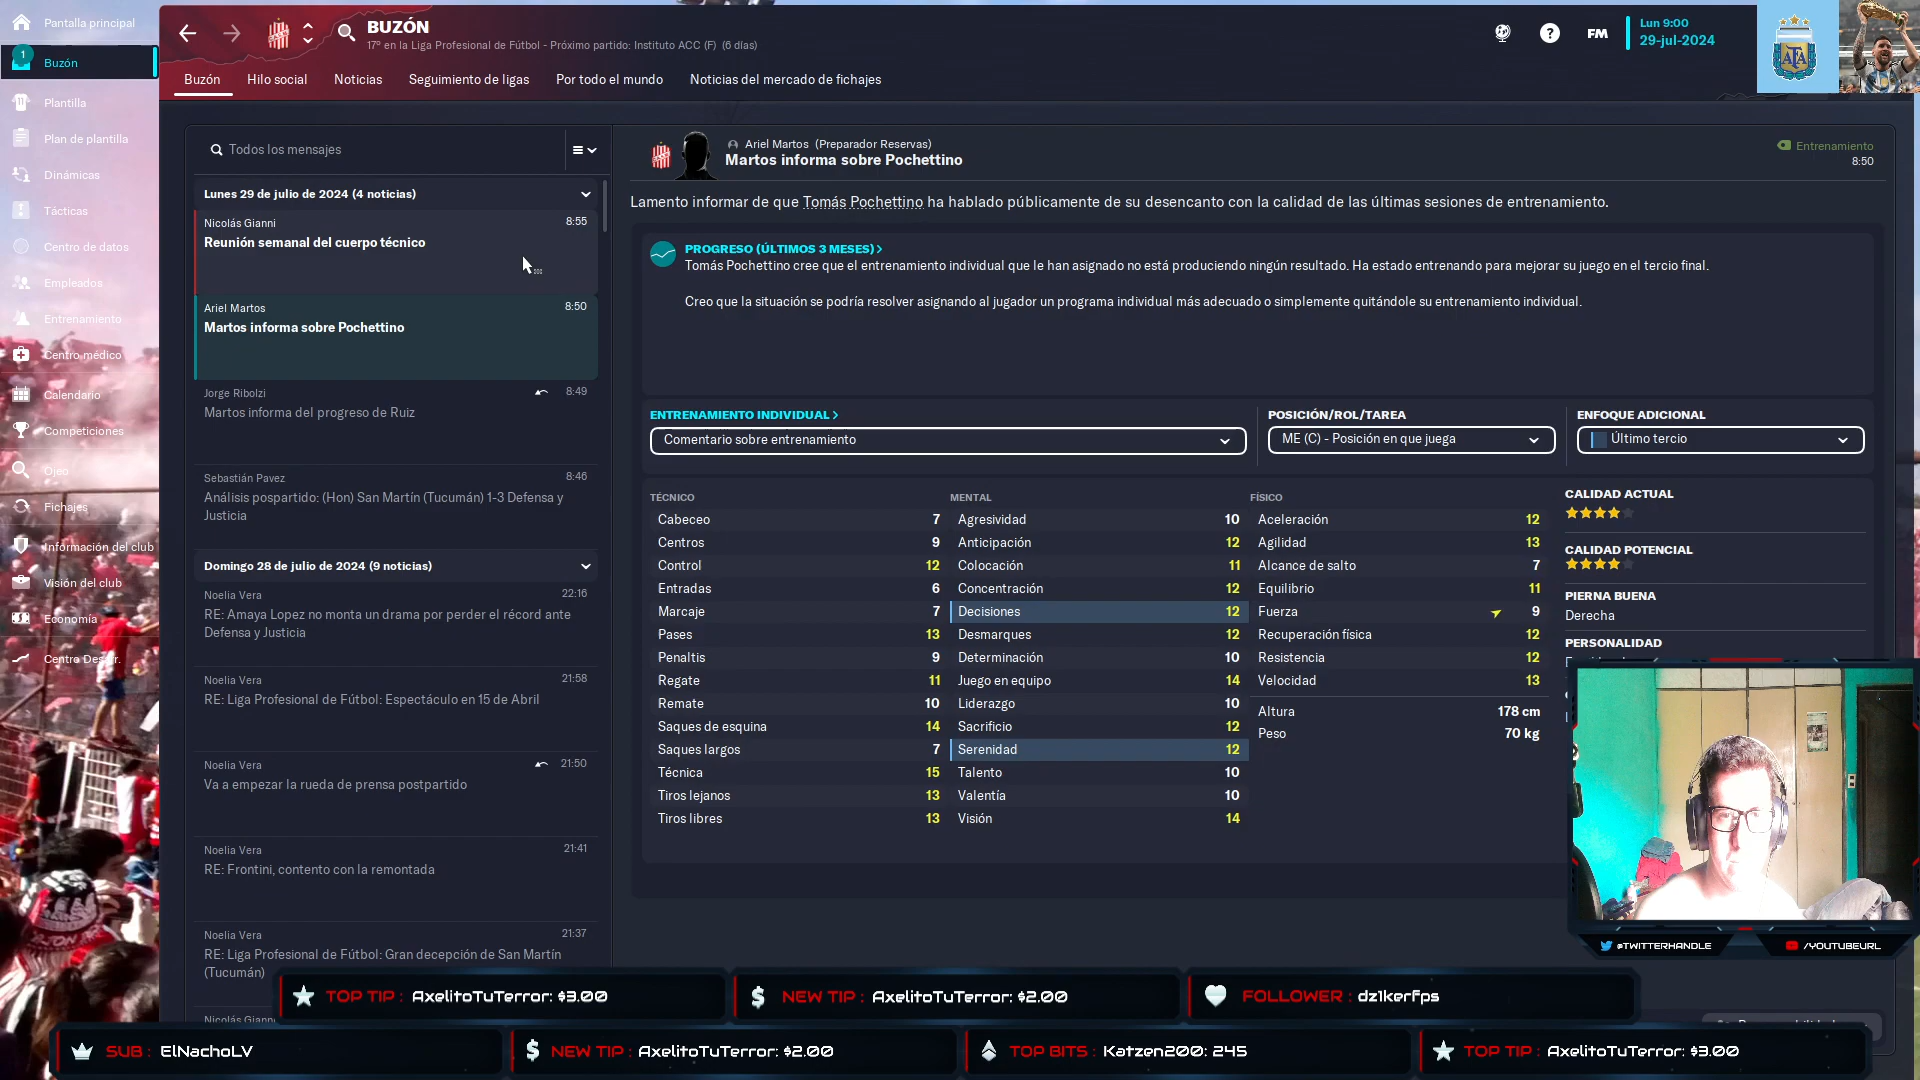 Pantalla principal
1
Buzón
Plantilla
Plan de plantilla
Dinámicas
Tácticas
Centro de datos
Empleados
Entrenamiento
Centro médico
Calendario
Competiciones
Ojeo
Fichajes
Información del club
Visión del club
Economía
BUZÓN
17º en la Liga Profesional de Fútbol - Próximo partido: Instituto ACC (F) (6 días)
?
FM
Lun 9:00
29-jul-2024
AFA
Buzón
Hilo social
Noticias
Seguimiento de ligas
Por todo el mundo
Noticias del mercado de fichajes
Todos los mensajes
Lunes 29 de julio de 2024 (4 noticias)
Nicolás Gianni 8:55
Reunión semanal del cuerpo técnico
Ariel Martos 8:50
Martos informa sobre Pochettino
Jorge Ribolzi 8:49
Martos informa del progreso de Ruiz
Sebastián Pavez 8:46
Análisis pospartido: (Hon) San Martín (Tucumán) 1-3 Defensa y
Justicia
Domingo 28 de julio de 2024 (9 noticias)
Noelia Vera 22:16
RE: Amaya Lopez no monta un drama por perder el récord ante
Defensa y Justicia
Noelia Vera 21:58
RE: Liga Profesional de Fútbol: Espectáculo en 15 de Abril
Noelia Vera 21:50
Va a empezar la rueda de prensa postpartido
Noelia Vera 21:41
RE: Frontini, contento con la remontada
Noelia Vera 21:37
RE: Liga Profesional de Fútbol: Gran decepción de San Martín
(Tucumán)
Ariel Martos (Preparador Reservas)
Martos informa sobre Pochettino
Entrenamiento
8:50
Lamento informar de que Tomás Pochettino ha hablado públicamente de su desencanto con la calidad de las últimas sesiones de entrenamiento.
PROGRESO (ÚLTIMOS 3 MESES) >
Tomás Pochettino cree que el entrenamiento individual que le han asignado no está produciendo ningún resultado. Ha estado entrenando para mejorar su juego en el tercio final.
Creo que la situación se podría resolver asignando al jugador un programa individual más adecuado o simplemente quitándole su entrenamiento individual.
ENTRENAMIENTO INDIVIDUAL >
Comentario sobre entrenamiento
POSICIÓN/ROL/TAREA
ME (C) - Posición en que juega
ENFOQUE ADICIONAL
Último tercio
TÉCNICO
Cabeceo 7
Centros 9
Control 12
Entradas 6
Marcaje 7
Pases 13
Penaltis 9
Regate 11
Remate 10
Saques de esquina 14
Saques largos 7
Técnica 15
Tiros lejanos 13
Tiros libres 13
MENTAL
Agresividad 10
Anticipación 12
Colocación 11
Concentración 12
Decisiones 12
Desmarques 12
Determinación 10
Juego en equipo 14
Liderazgo 10
Sacrificio 12
Serenidad 12
Talento 10
Valentía 10
Visión 14
FÍSICO
Aceleración 12
Agilidad 13
Alcance de salto 7
Equilibrio 11
Fuerza 9
Recuperación física 12
Resistencia 12
Velocidad 13
Altura 178 cm
Peso 70 kg
CALIDAD ACTUAL
CALIDAD POTENCIAL
PIERNA BUENA
Derecha
PERSONALIDAD
@TWITTERHANDLE
/YOUTUBEURL
TOP TIP : AxelitoTuTerror: $3.00
NEW TIP : AxelitoTuTerror: $2.00
FOLLOWER : dz1kerfps
SUB : ElNachoLV
NEW TIP : AxelitoTuTerror: $2.00
TOP BITS : Katzen200: 245
TOP TIP : AxelitoTuTerror: $3.00